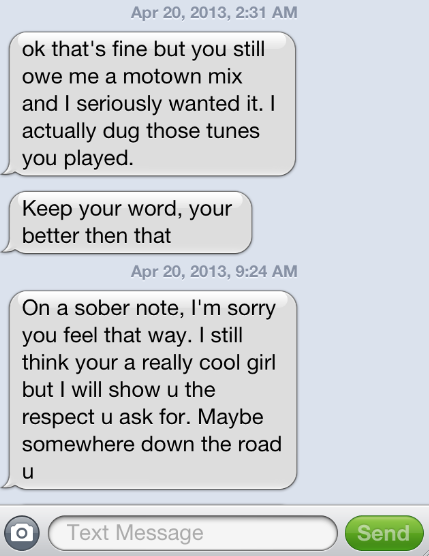 Apr 20, 2013, 2:31 AM
ok that's fine but you still
owe me a motown mix
and I seriously wanted it. I
actually dug those tunes
you played.
Keep your word, your
better then that
Apr 20, 2013, 9:24 AM
On a sober note, I'm sorry
you feel that way. I still
think your a really cool girl
but I will show u the
respect u ask for. Maybe
somewhere down the road
u
Text Message
Send